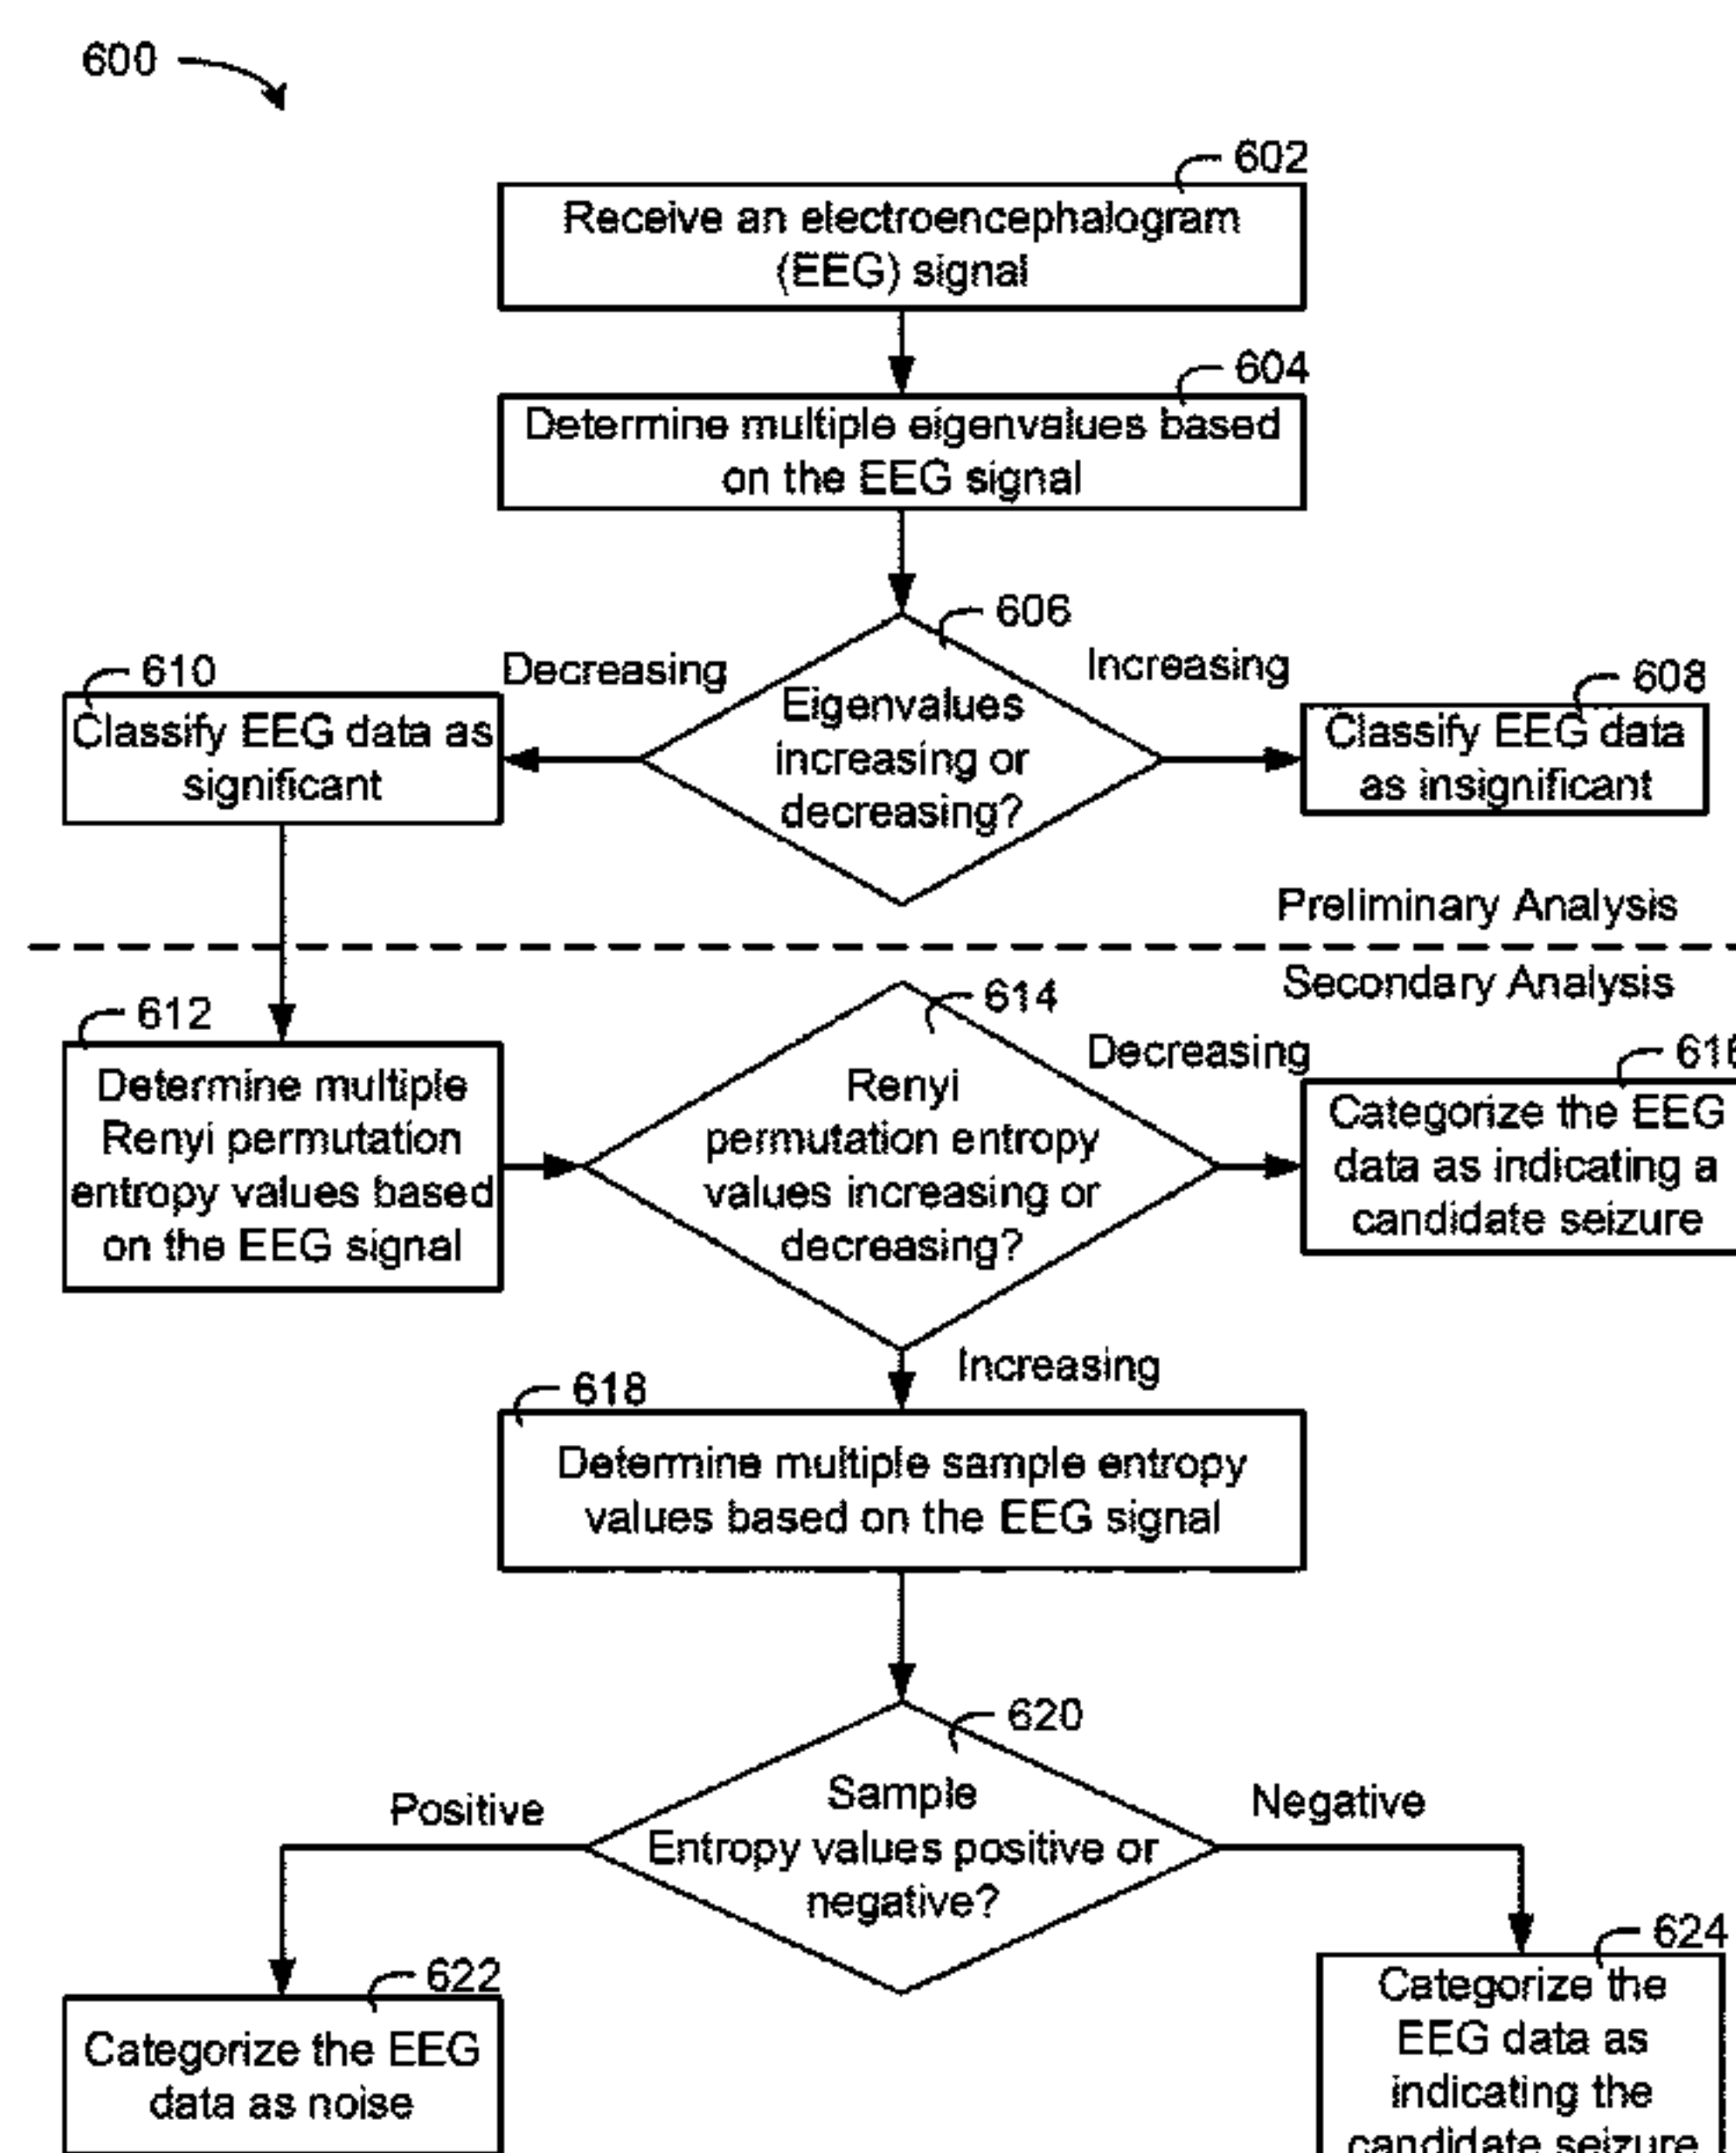 600
602
Receive an electroencephalogram
(EEG) signal
604
Determine multiple eigenvalues based
on the EEG signal
606
Eigenvalues
increasing or
decreasing?
Decreasing
Increasing
610
Classify EEG data as
significant
608
Classify EEG data
as insignificant
Preliminary Analysis
Secondary Analysis
612
Determine multiple
Renyi permutation
entropy values based
on the EEG signal
614
Renyi
permutation entropy
values increasing or
decreasing?
Decreasing
616
Categorize the EEG
data as indicating a
candidate seizure
Increasing
618
Determine multiple sample entropy
values based on the EEG signal
620
Sample
Entropy values positive or
negative?
Positive
Negative
622
Categorize the EEG
data as noise
624
Categorize the
EEG data as
indicating the
candidate seizure